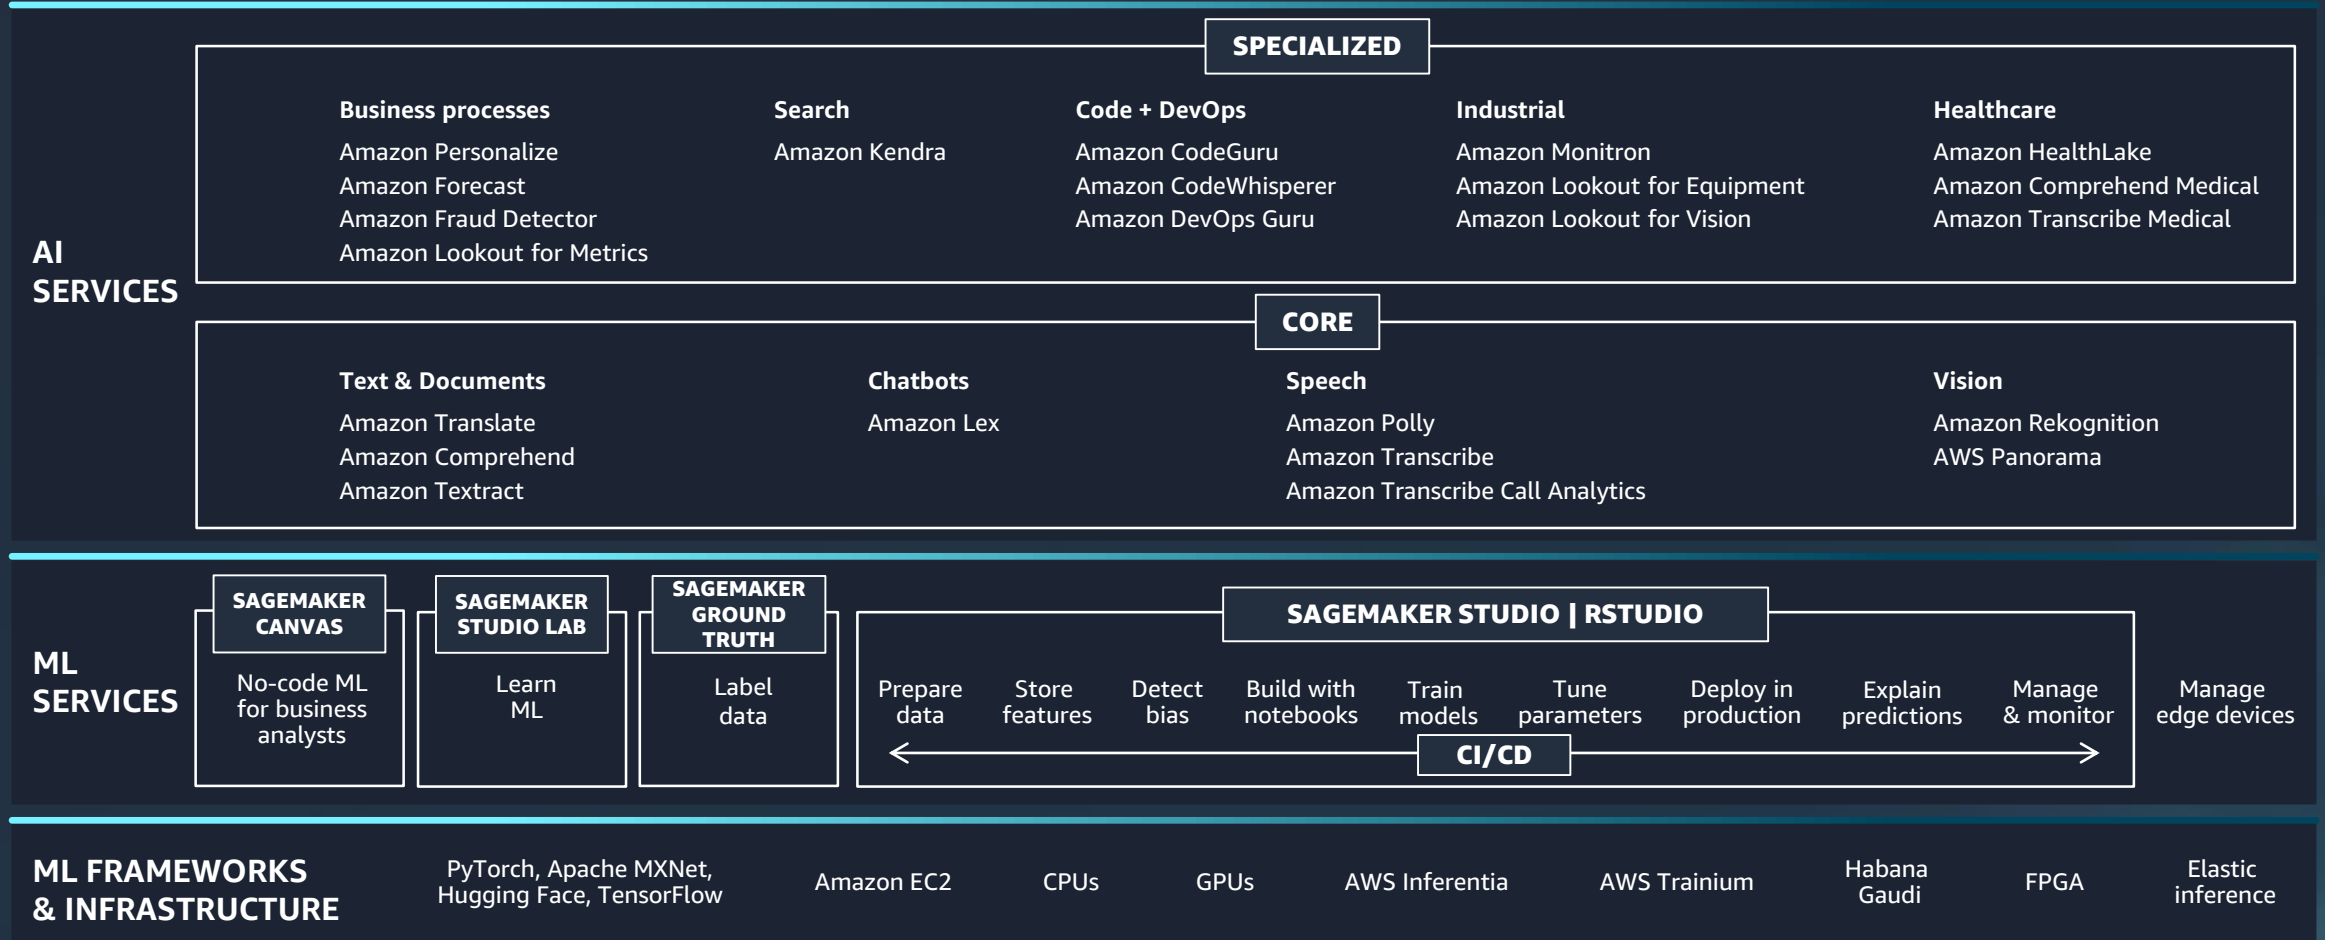 SPECIALIZED
Business processes
Amazon Personalize
Amazon Forecast
Amazon Fraud Detector
Amazon Lookout for Metrics
Search
Amazon Kendra
Code + DevOps
Amazon CodeGuru
Amazon CodeWhisperer
Amazon DevOps Guru
Industrial
Amazon Monitron
Amazon Lookout for Equipment
Amazon Lookout for Vision
Healthcare
Amazon HealthLake
Amazon Comprehend Medical
Amazon Transcribe Medical
AI
SERVICES
CORE
Text & Documents
Amazon Translate
Amazon Comprehend
Amazon Textract
Chatbots
Amazon Lex
Speech
Amazon Polly
Amazon Transcribe
Amazon Transcribe Call Analytics
Vision
Amazon Rekognition
AWS Panorama
ML
SERVICES
SAGEMAKER
CANVAS
No-code ML
for business
analysts
SAGEMAKER
STUDIO LAB
Learn
ML
SAGEMAKER
GROUND
TRUTH
Label
data
SAGEMAKER STUDIO | RSTUDIO
Prepare
data
Store
features
Detect
bias
Build with
notebooks
Train
models
Tune
parameters
Deploy in
production
Explain
predictions
Manage
& monitor
CI/CD
Manage
edge devices
ML FRAMEWORKS
& INFRASTRUCTURE
PyTorch, Apache MXNet,
Hugging Face, TensorFlow
Amazon EC2
CPUs
GPUs
AWS Inferentia
AWS Trainium
Habana
Gaudi
FPGA
Elastic
inference